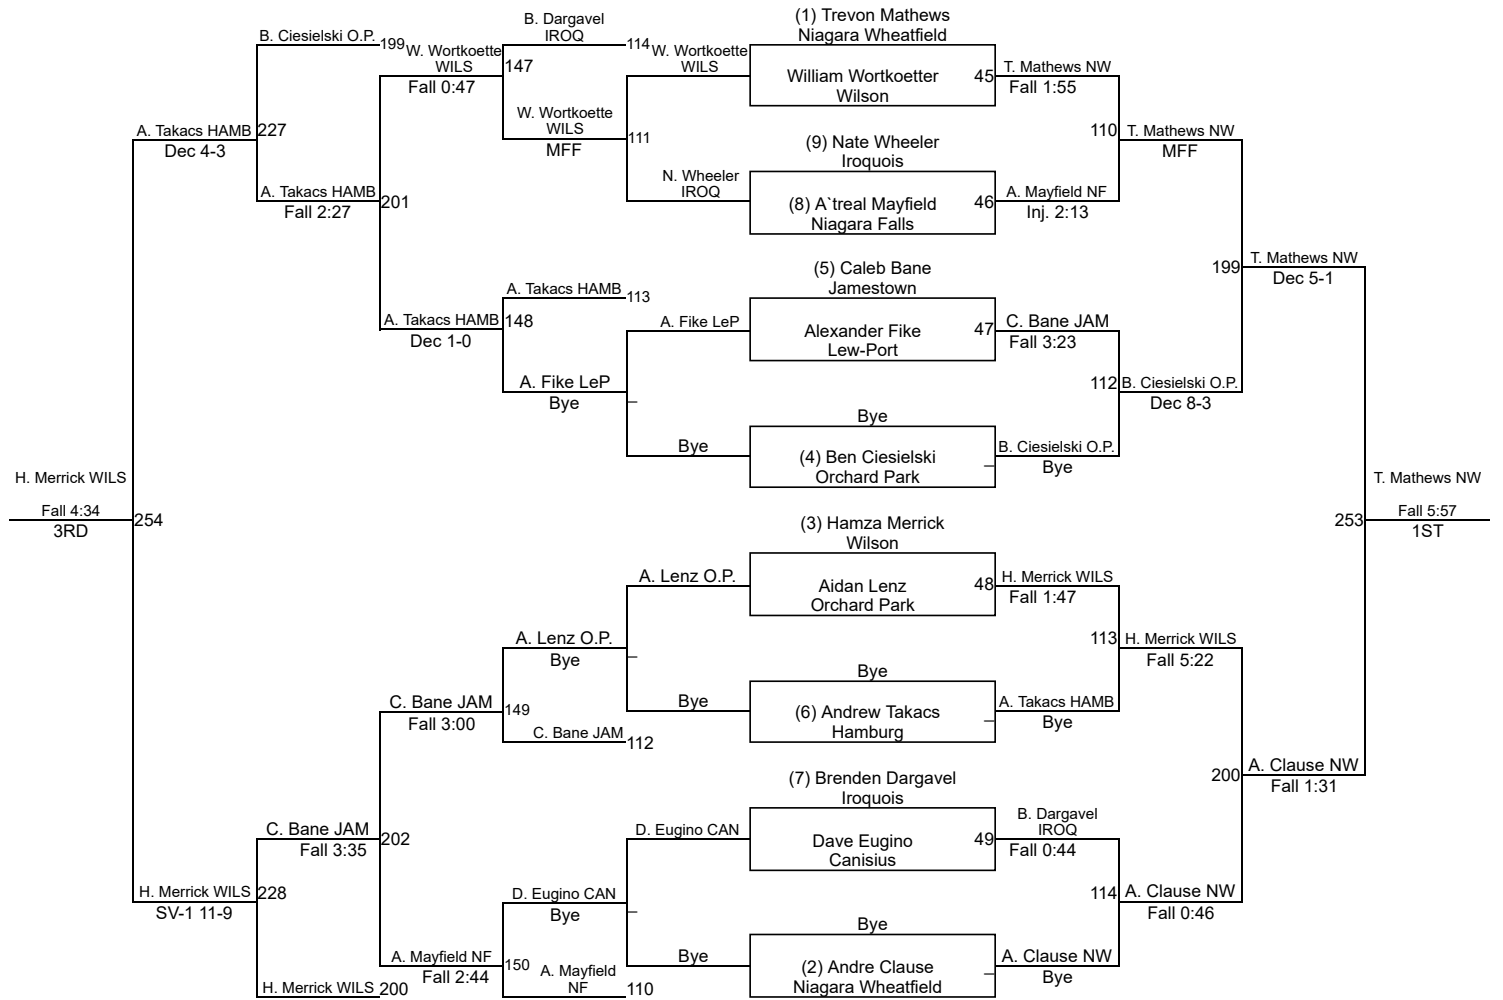 B. Dargavel
IROQ
114
B. Ciesielski O.P.
199
W. Wortkoette
WILS
147
Fall 0:47
W. Wortkoette
WILS
(1) Trevon Mathews
Niagara Wheatfield
William Wortkoetter
Wilson
45
T. Mathews NW
Fall 1:55
A. Takacs HAMB
227
Dec 4-3
W. Wortkoette
WILS
111
MFF
(9) Nate Wheeler
Iroquois
110
T. Mathews NW
MFF
A. Takacs HAMB
201
Fall 2:27
N. Wheeler
IROQ
(8) A`treal Mayfield
Niagara Falls
46
A. Mayfield NF
Inj. 2:13
(5) Caleb Bane
Jamestown
199
T. Mathews NW
Dec 5-1
A. Takacs HAMB
113
A. Takacs HAMB
148
Dec 1-0
A. Fike LeP
Alexander Fike
Lew-Port
47
C. Bane JAM
Fall 3:23
A. Fike LeP
Bye
Bye
112
B. Ciesielski O.P.
Dec 8-3
Bye
(4) Ben Ciesielski
Orchard Park
B. Ciesielski O.P.
Bye
H. Merrick WILS
Fall 4:34
254
3RD
(3) Hamza Merrick
Wilson
T. Mathews NW
253
Fall 5:57
1ST
A. Lenz O.P.
Aidan Lenz
Orchard Park
48
H. Merrick WILS
Fall 1:47
A. Lenz O.P.
Bye
Bye
113
H. Merrick WILS
Fall 5:22
C. Bane JAM
149
Fall 3:00
C. Bane JAM
112
Bye
(6) Andrew Takacs
Hamburg
A. Takacs HAMB
Bye
(7) Brenden Dargavel
Iroquois
200
A. Clause NW
Fall 1:31
C. Bane JAM
202
Fall 3:35
D. Eugino CAN
Dave Eugino
Canisius
49
B. Dargavel
IROQ
Fall 0:44
H. Merrick WILS
228
SV-1 11-9
D. Eugino CAN
Bye
Bye
114
A. Clause NW
Fall 0:46
A. Mayfield NF
150
Fall 2:44
A. Mayfield
NF
110
Bye
(2) Andre Clause
Niagara Wheatfield
A. Clause NW
Bye
H. Merrick WILS
200